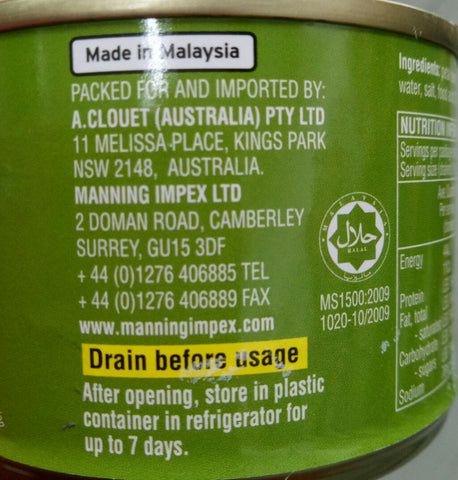 Made in Malaysia
PACKED FOR AND IMPORTED BY:
A.CLOUET (AUSTRALIA) PTY LTD
11 MELISSA PLACE, KINGS PARK
NSW 2148, AUSTRALIA.
MANNING IMPEX LTD
2 DOMAN ROAD, CAMBERLEY
SURREY, GU15 3DF
+ 44 (0)1276 406885 TEL
+ 44 (0)1276 406889 FAX
www.manningimpex.com
Drain before usage
After opening, store in plastic
container in refrigerator for
up to 7 days.
MALAYSIA
حلال
HALAL
MS1500:2009
1020-10/2009
Ingredients:
water, salt,
NUTRITION
Servings per
Serving size
Energy
Protein
Fat, total
Carbohydrate
- sugars
Sodium